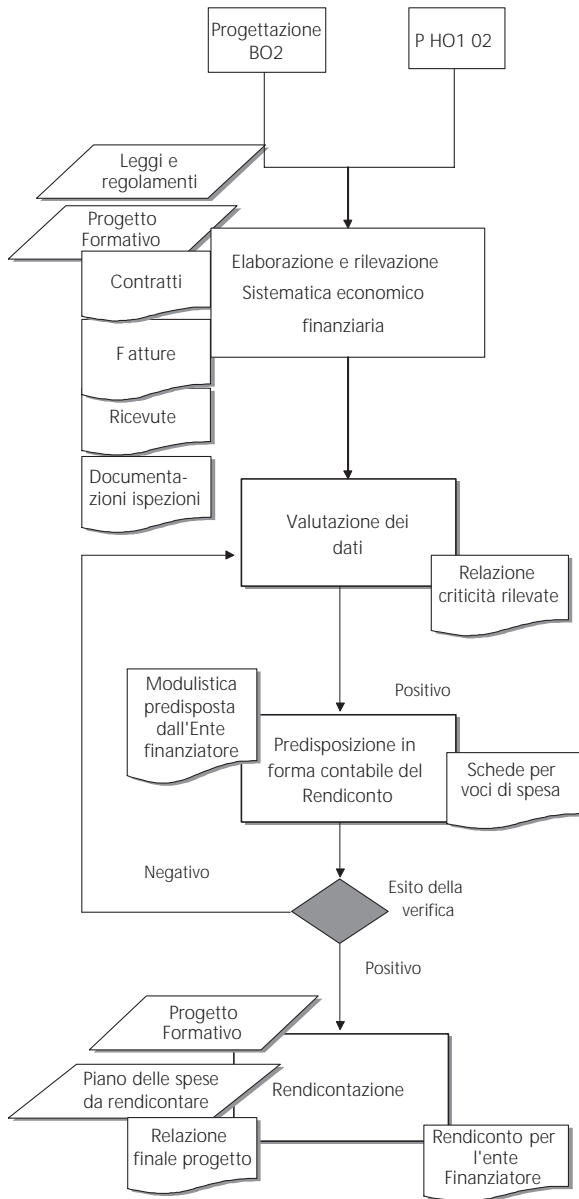 Progettazione
BO2
P HO1 02
Leggi e
regolamenti
Progetto
Formativo
Contratti
Elaborazione e rilevazione
Sistematica economico
finanziaria
Fatture
Ricevute
Documenta-
zioni ispezioni
Valutazione dei
dati
Relazione
criticità rilevate
Positivo
Modulistica
predisposta
dall'Ente
finanziatore
Predisposizione in
forma contabile del
Rendiconto
Schede per
voci di spesa
Negativo
Esito della
verifica
Positivo
Progetto
Formativo
Piano delle spese
da rendicontare
Rendicontazione
Relazione
finale progetto
Rendiconto per
l'ente
Finanziatore